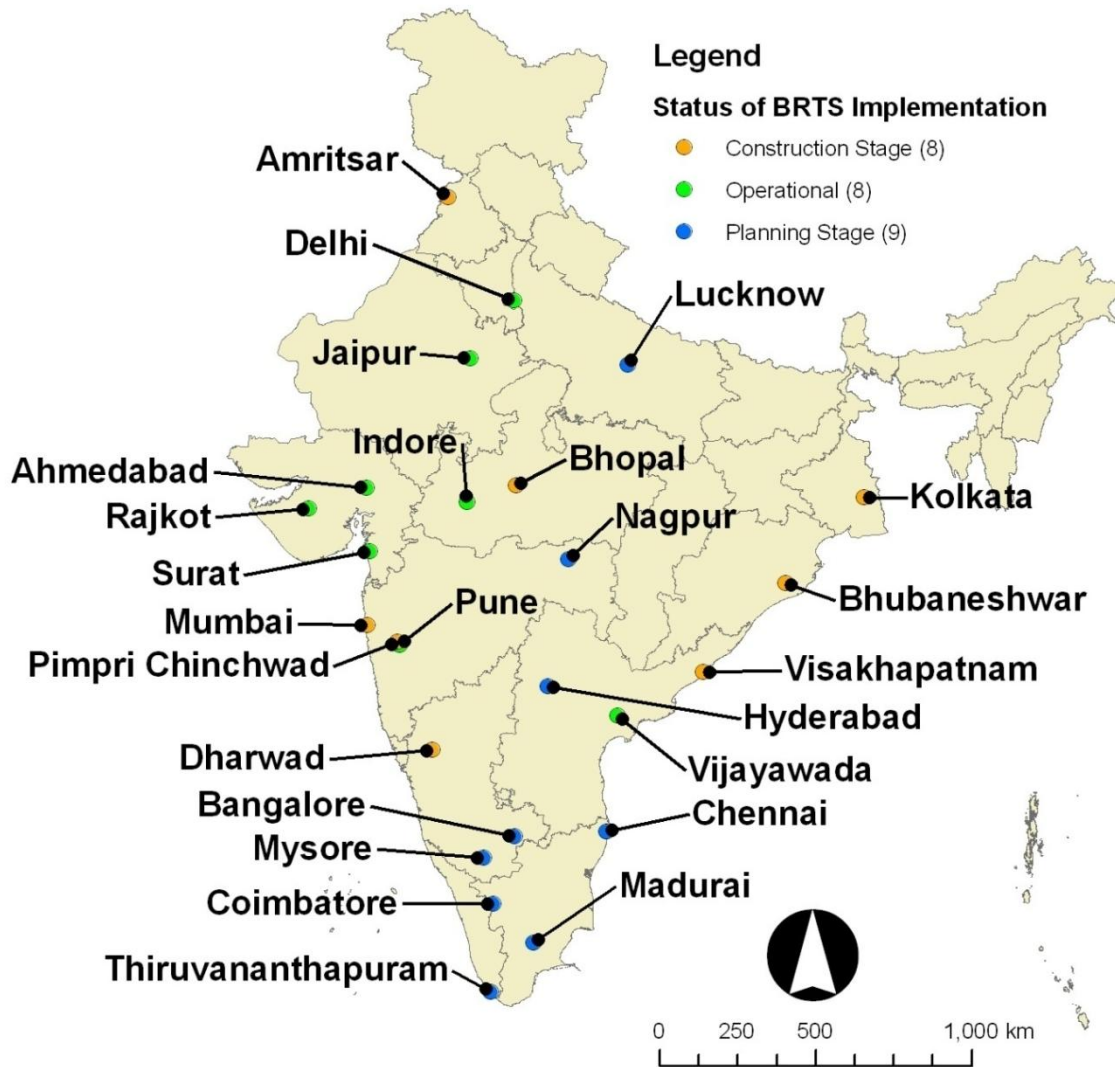 Legend
Status of BRTS Implementation
Construction Stage (8)
Operational (8)
Planning Stage (9)
Amritsar
Delhi
Lucknow
Jaipur
Indore
Bhopal
Ahmedabad
Kolkata
Rajkot
Nagpur
Surat
Pune
Bhubaneshwar
Mumbai
Pimpri Chinchwad
Visakhapatnam
Hyderabad
Dharwad
Vijayawada
Bangalore
Chennai
Mysore
Madurai
Coimbatore
Thiruvananthapuram
0 250 500 1,000 km